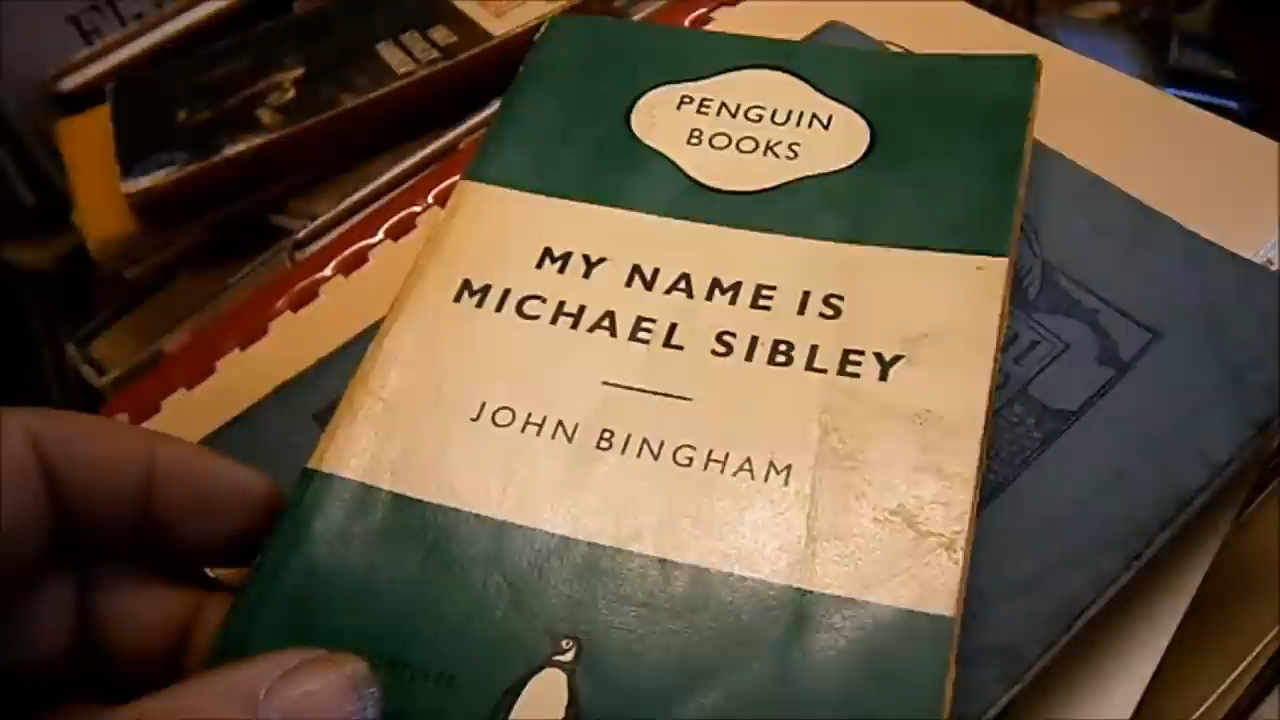 PENGUIN
BOOKS
MY NAME IS
MICHAEL SIBLEY
JOHN BINGHAM